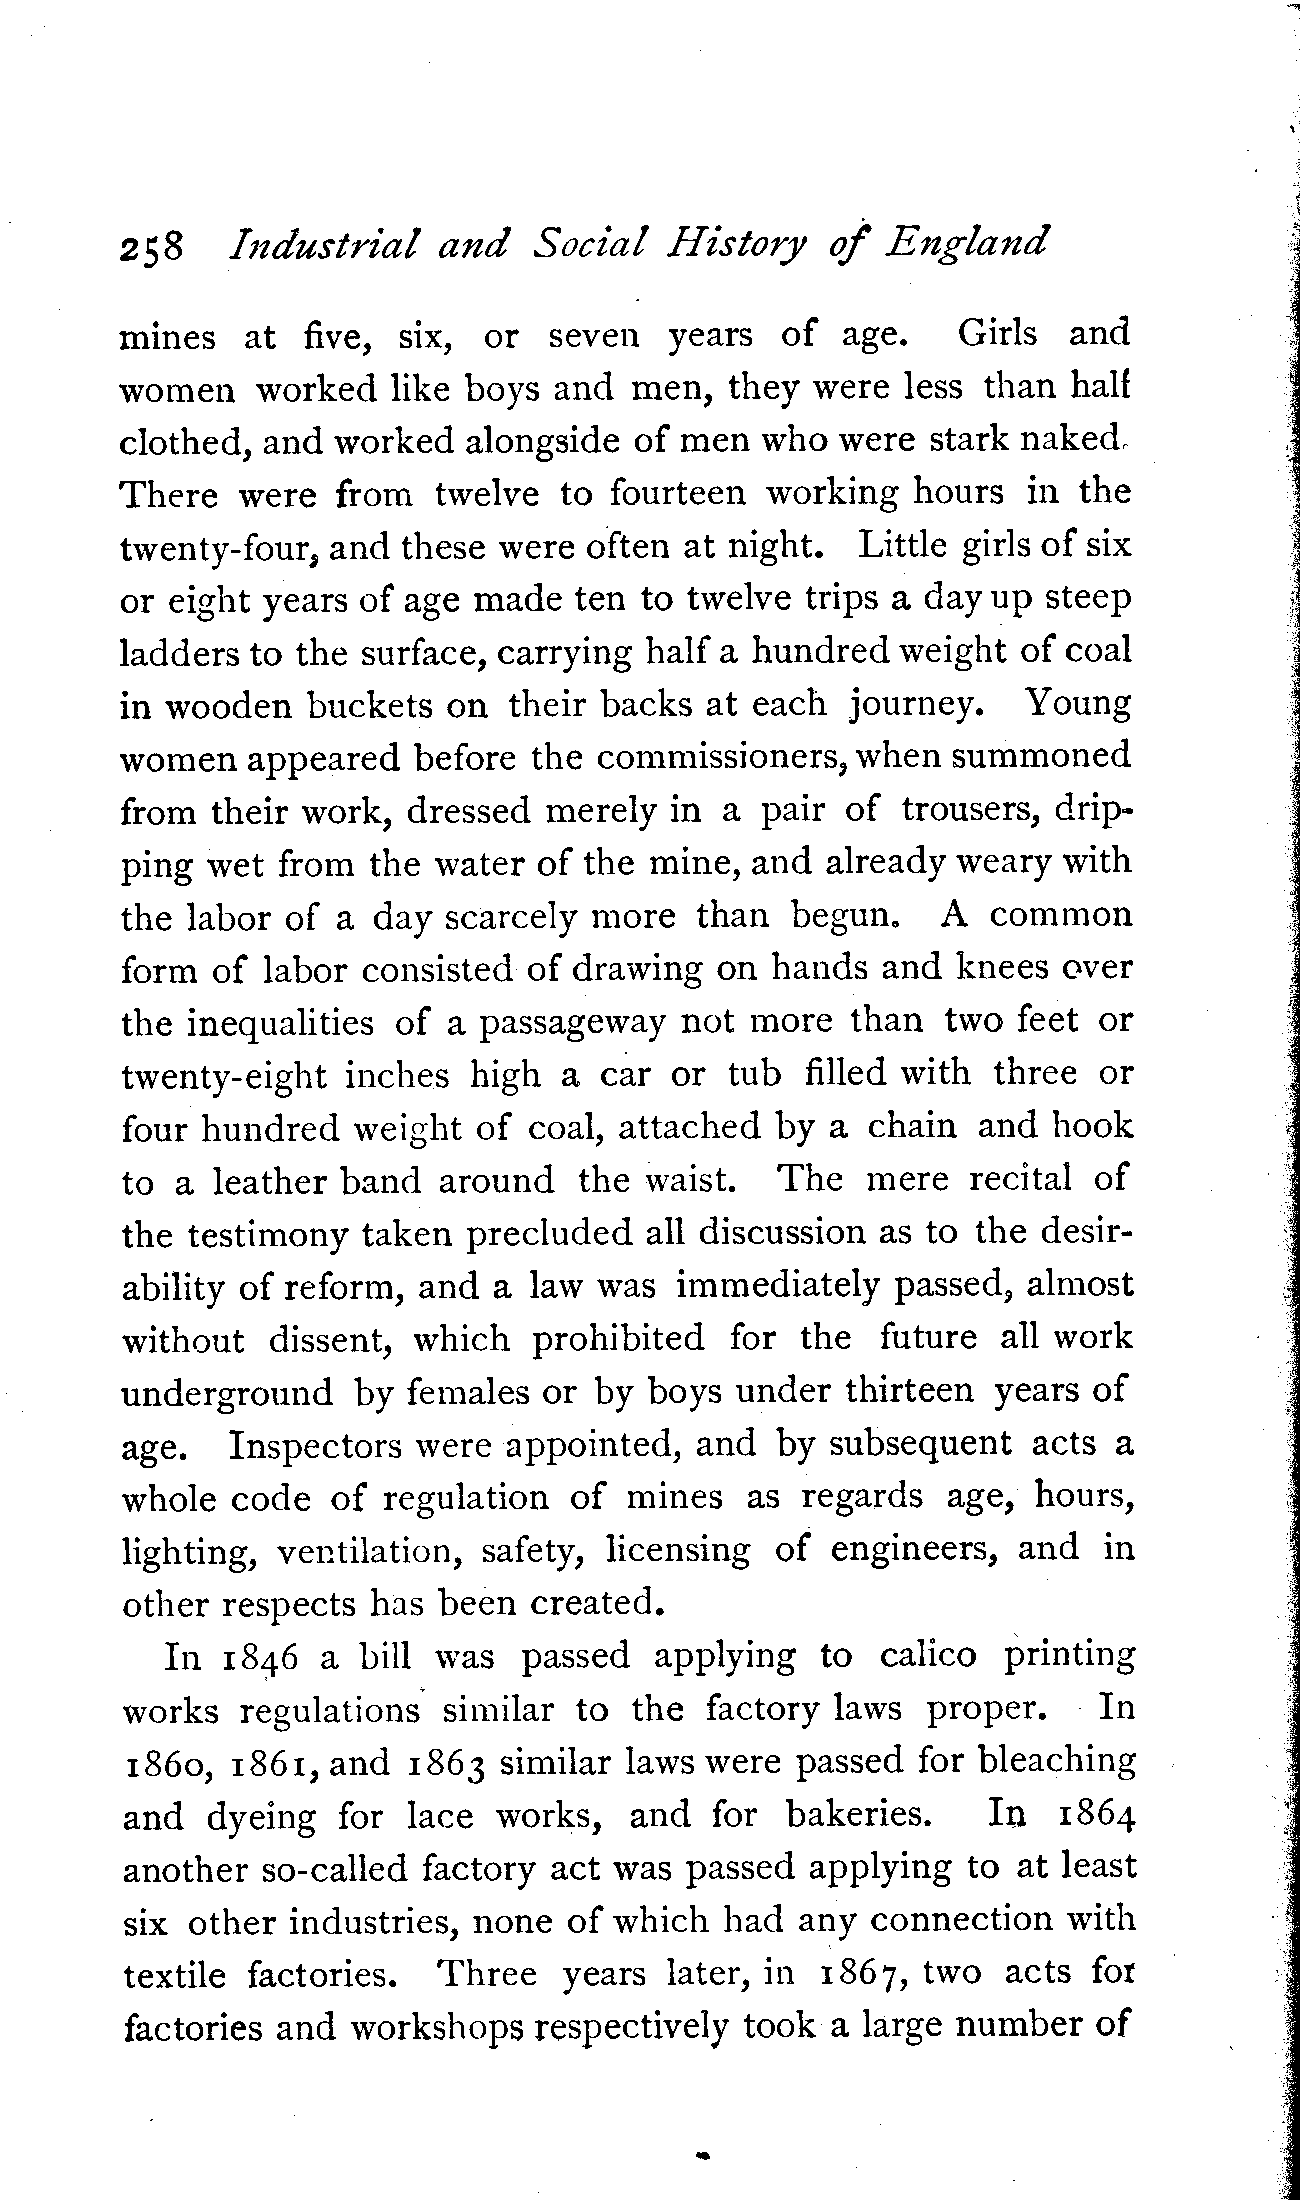 258 Industrial and Social History of England
mines at five, six, or seven years of age. Girls and
women worked like boys and men, they were less than half
clothed, and worked alongside of men who were stark naked.
There were from twelve to fourteen working hours in the
twenty-four, and these were often at night. Little girls of six
or eight years of age made ten to twelve trips a day up steep
ladders to the surface, carrying half a hundred weight of coal
in wooden buckets on their backs at each journey. Young
women appeared before the commissioners, when summoned
from their work, dressed merely in a pair of trousers, drip-
ping wet from the water of the mine, and already weary with
the labor of a day scarcely more than begun. A common
form of labor consisted of drawing on hands and knees over
the inequalities of a passageway not more than two feet or
twenty-eight inches high a car or tub filled with three or
four hundred weight of coal, attached by a chain and hook
to a leather band around the waist. The mere recital of
the testimony taken precluded all discussion as to the desir-
ability of reform, and a law was immediately passed, almost
without dissent, which prohibited for the future all work
underground by females or by boys under thirteen years of
age. Inspectors were appointed, and by subsequent acts a
whole code of regulation of mines as regards age, hours,
lighting, ventilation, safety, licensing of engineers, and in
other respects has been created.
In 1846 a bill was passed applying to calico printing
works regulations similar to the factory laws proper. In
1860, 1861, and 1863 similar laws were passed for bleaching
and dyeing for lace works, and for bakeries. In 1864
another so-called factory act was passed applying to at least
six other industries, none of which had any connection with
textile factories. Three years later, in 1867, two acts for
factories and workshops respectively took a large number of